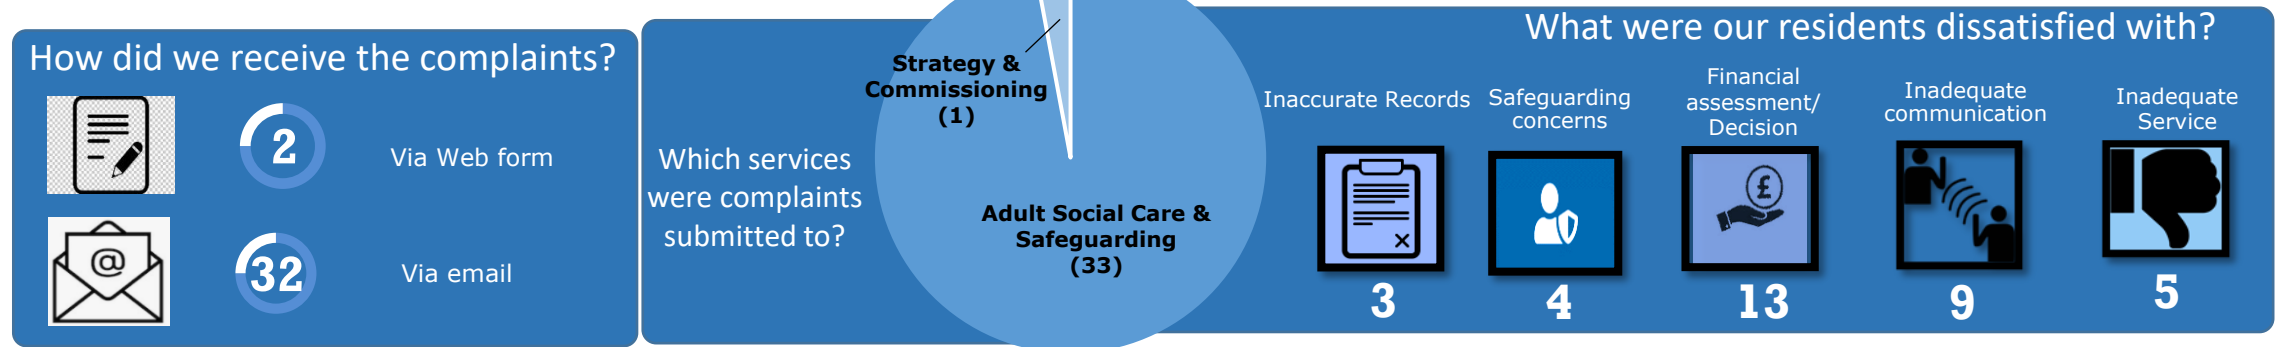 How did we receive the complaints?
2
Via Web form
@
32
Via email
Which services
were complaints
submitted to?
Strategy &
Commissioning
(1)
Adult Social Care &
Safeguarding
(33)
What were our residents dissatisfied with?
Inaccurate Records
3
Safeguarding
concerns
4
Financial
assessment/
Decision
£
13
Inadequate
communication
9
Inadequate
Service
5